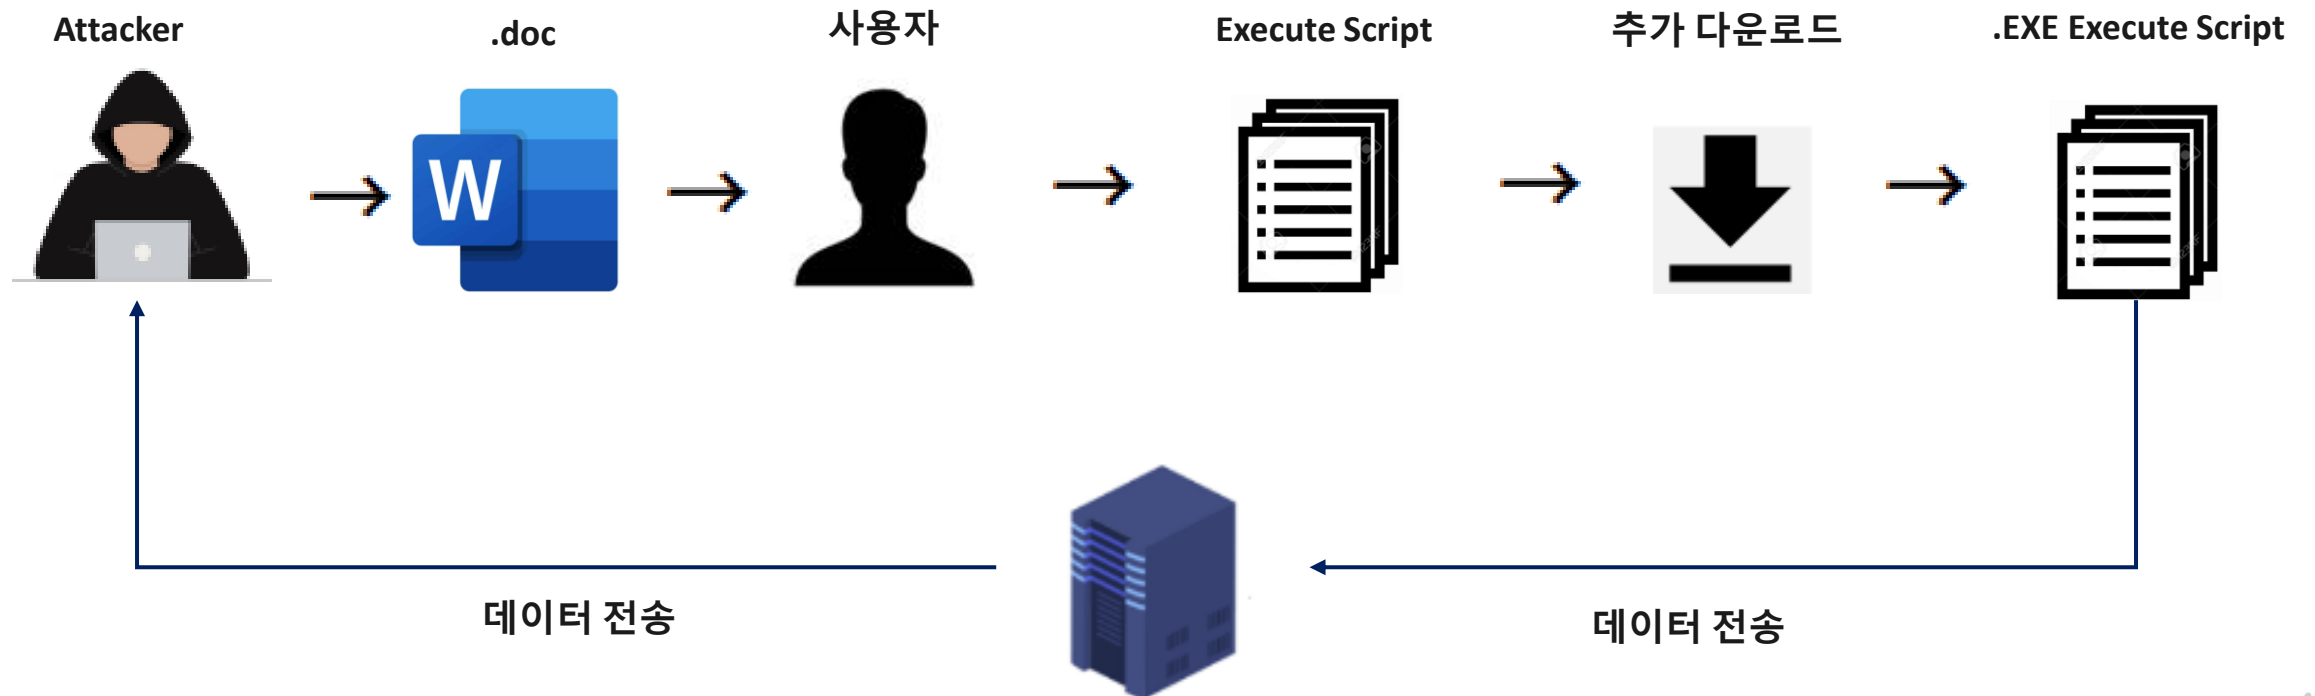 Attacker
.doc
사용자
Execute Script
추가 다운로드
.EXE Execute Script
W
데이터 전송
데이터 전송